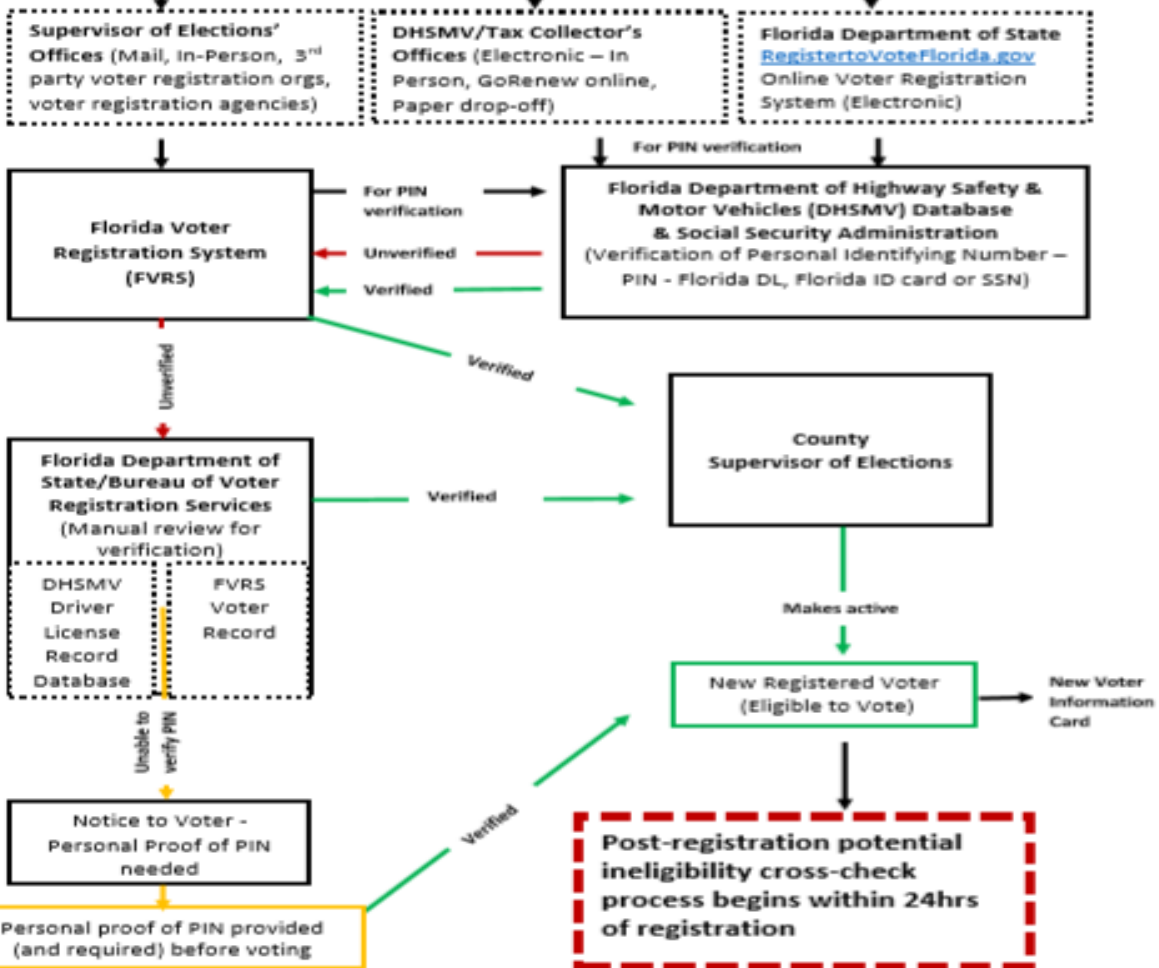 Supervisor of Elections'
Offices (Mail, In-Person, 3rd
party voter registration orgs,
voter registration agencies)
DHSMV/Tax Collector's
Offices (Electronic – In
Person, GoRenew online,
Paper drop-off)
Florida Department of State
RegistertoVoteFlorida.gov
Online Voter Registration
System (Electronic)
For PIN verification
Florida Voter
Registration System
(FVRS)
For PIN
verification
Unverified
Verified
Florida Department of Highway Safety &
Motor Vehicles (DHSMV) Database
& Social Security Administration
(Verification of Personal Identifying Number –
PIN - Florida DL, Florida ID card or SSN)
Unverified
Verified
County
Supervisor of Elections
Florida Department of
State/Bureau of Voter
Registration Services
(Manual review for
verification)
DHSMV
Driver
License
Record
Database
FVRS
Voter
Record
Verified
Makes active
New Registered Voter
(Eligible to Vote)
New Voter
Information
Card
Unable to
verify PIN
Notice to Voter -
Personal Proof of PIN
needed
Verified
Personal proof of PIN provided
(and required) before voting
Post-registration potential
ineligibility cross-check
process begins within 24hrs
of registration